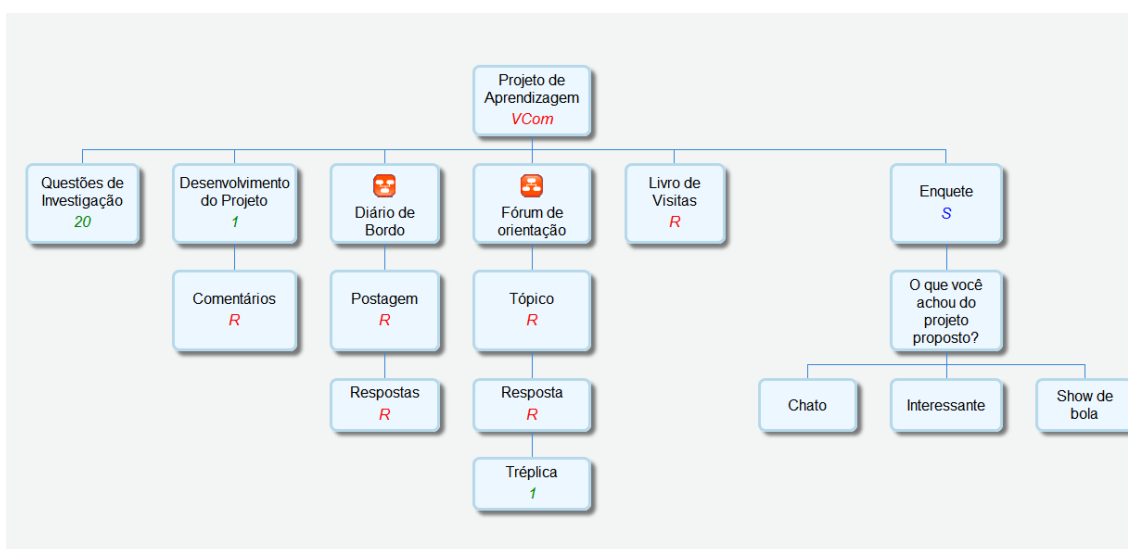 Projeto de
Aprendizagem
VCom
Questões de
Investigação
20
Desenvolvimento
do Projeto
1
Diário de
Bordo
Fórum de
orientação
Livro de
Visitas
R
Enquete
S
Comentários
R
Postagem
R
Tópico
R
O que você
achou do
projeto
proposto?
Respostas
R
Resposta
R
Chato
Interessante
Show de
bola
Tréplica
1